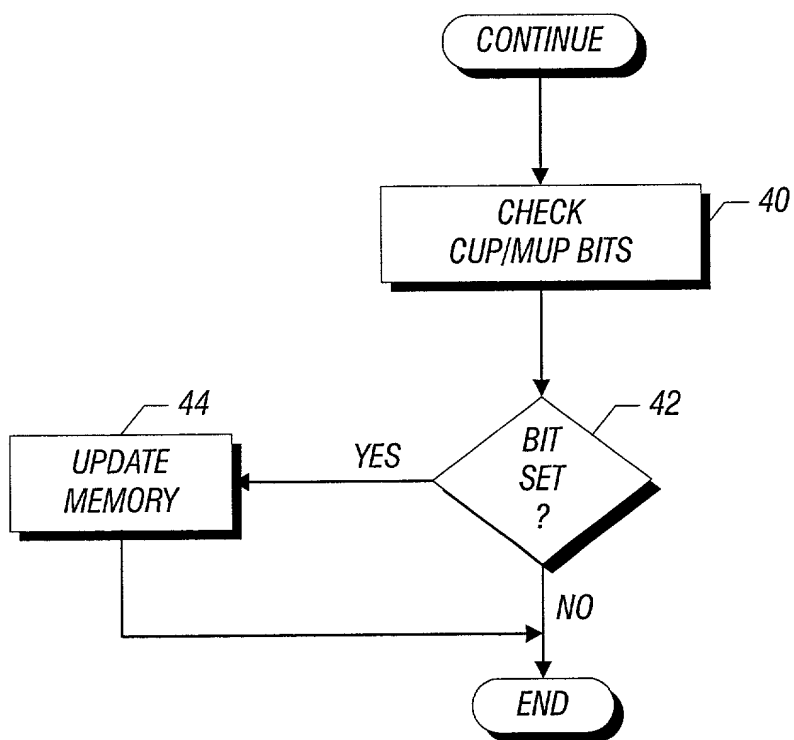 CONTINUE
CHECK
CUP/MUP BITS
40
BIT
SET
?
42
YES
UPDATE
MEMORY
44
NO
END